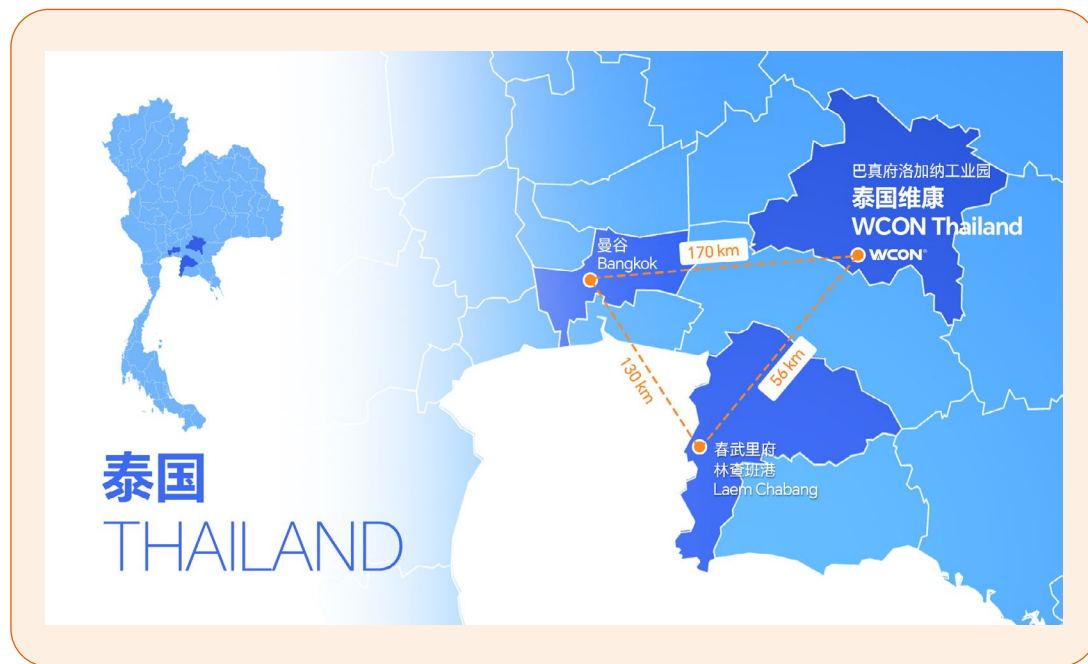 泰国
THAILAND
曼谷
Bangkok
170 km
巴真府洛加纳工业园
泰国维康
WCON Thailand
WCON®
130 km
56 km
春武里府
林查班港
Laem Chabang